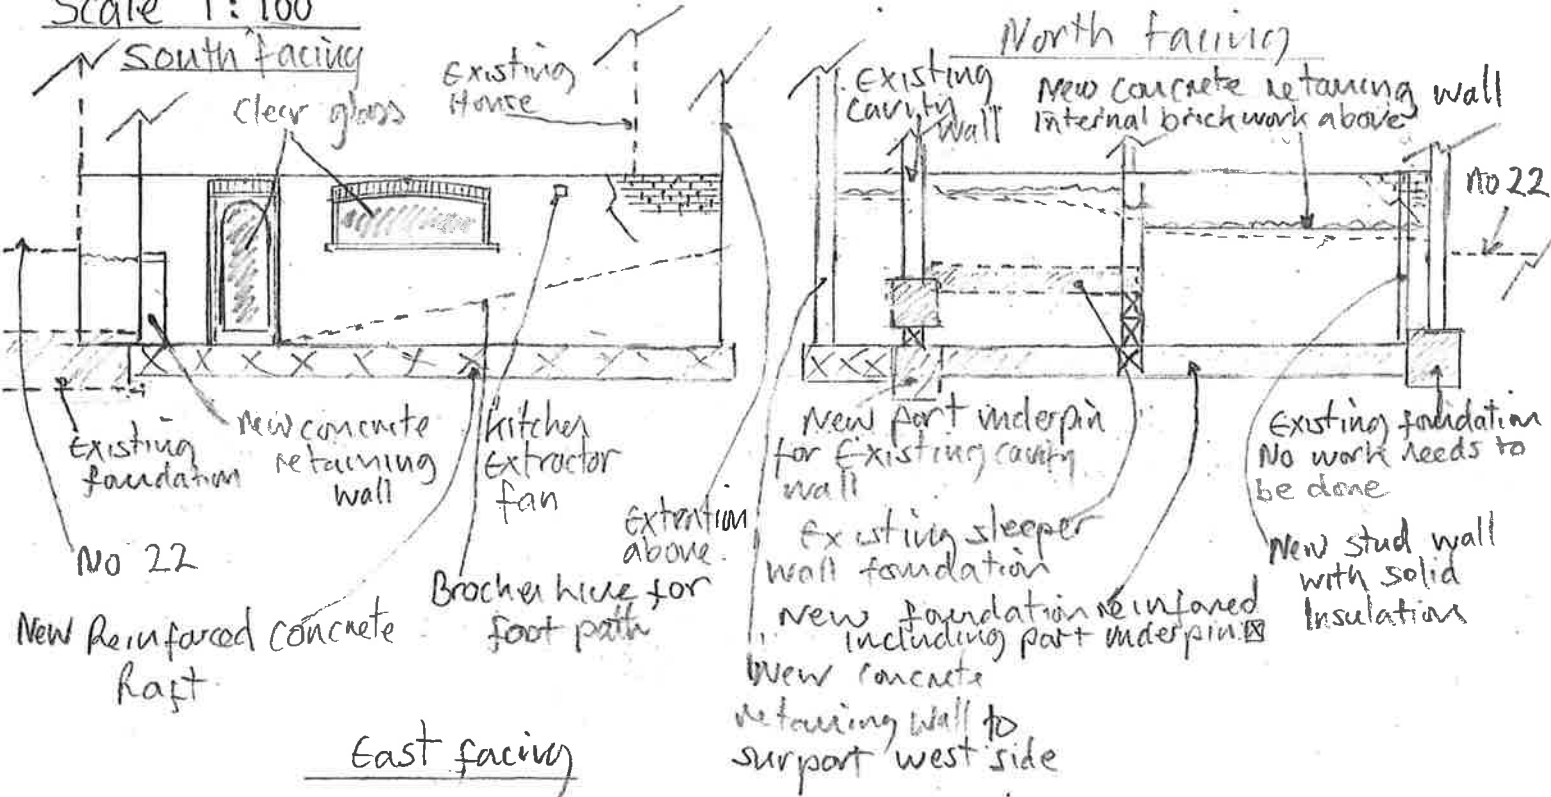 Scale 1:100
South facing
Clear glass
Existing
House
North facing
Existing
cavity
wall
New concrete retaining wall
Internal brickwork above
No 22
Existing
foundation
New concrete
retaining
wall
kitchen
Extractor
fan
Extention
above.
No 22
New Reinforced concrete
Raft.
Brocken line for
foot path
New part underpin
for Existing cavity
wall
Existing sleeper
wall foundation
New foundation reinforced
including part underpin
New concrete
retaining wall to
surport west side
Existing foundation
No work needs to
be done
New stud wall
with solid
Insulation
East facing